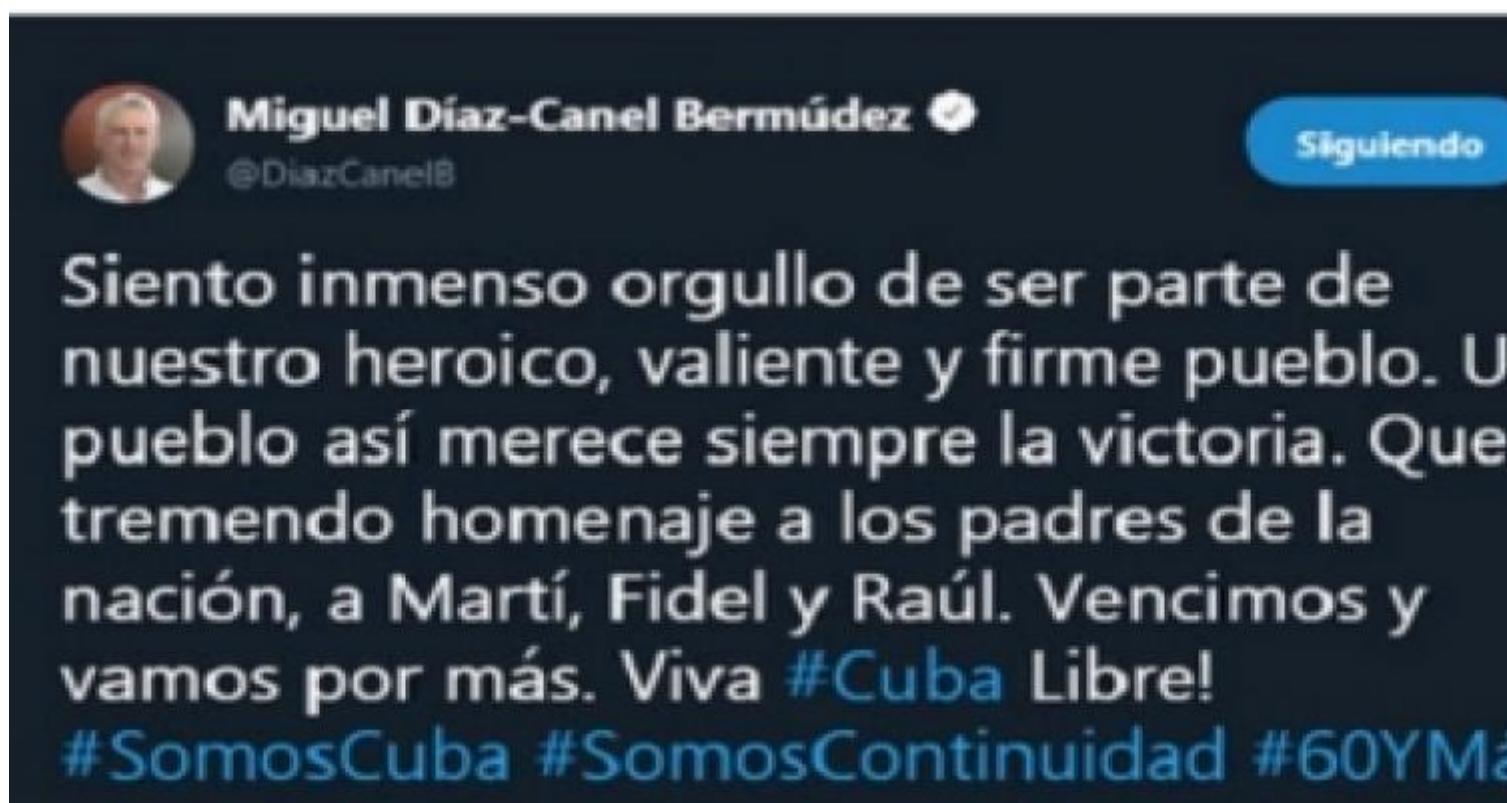 Miguel Díaz-Canel Bermúdez
@DiazCanelB
Siguiendo
Siento inmenso orgullo de ser parte de
nuestro heroico, valiente y firme pueblo. U
pueblo así merece siempre la victoria. Que
tremendo homenaje a los padres de la
nación, a Martí, Fidel y Raúl. Vencimos y
vamos por más. Viva #Cuba Libre!
#SomosCuba #SomosContinuidad #60YMá